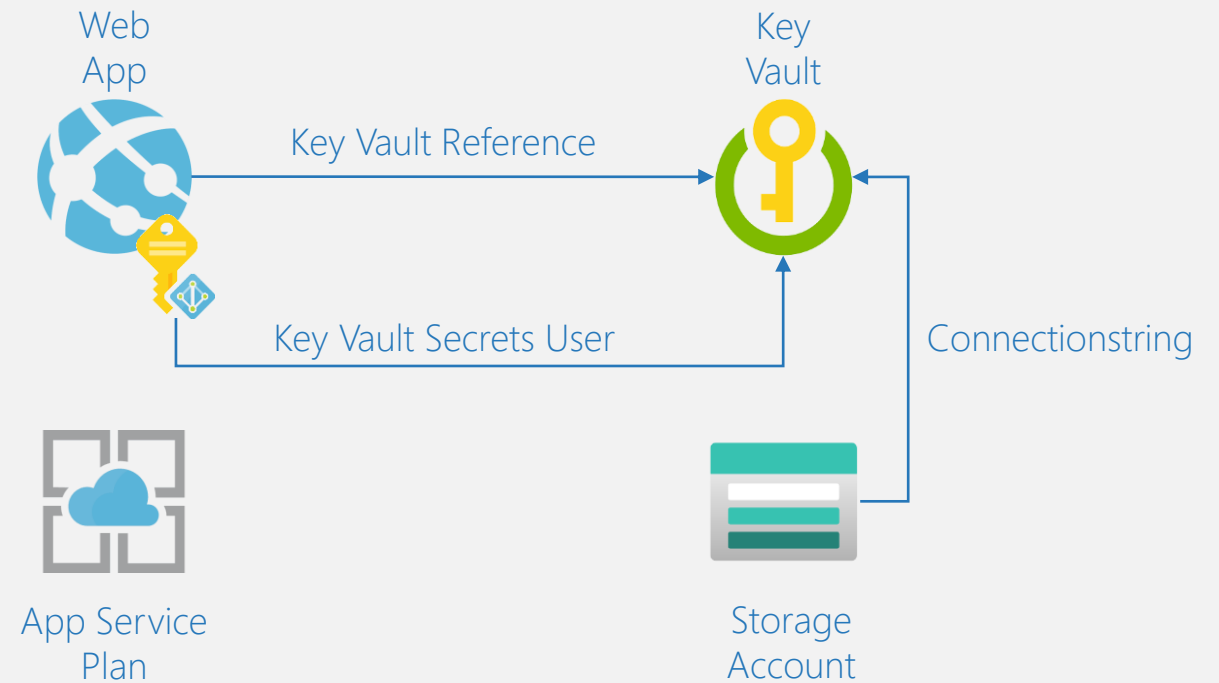 Web
App
Key
Vault
Key Vault Reference
Key Vault Secrets User
Connectionstring
App Service
Plan
Storage
Account